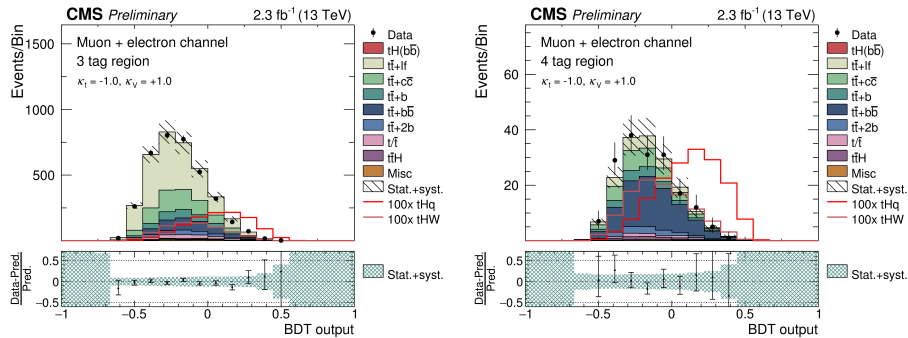 CMS Preliminary 2.3 fb⁻¹ (13 TeV)
Events/Bin
1500
1000
500
Muon + electron channel
3 tag region
κt = -1.0, κV = +1.0
Data
tH(bb̄)
tt̄+lf
tt̄+cc̄
tt̄+b
tt̄+bb̄
tt̄+2b
t/t̄
tt̄H
Misc
Stat.+syst.
100x tHq
100x tHW
Data-Pred.
Pred.
0.5
0.0
−0.5
Stat.+syst.
−1 −0.5 0 0.5 1
BDT output
CMS Preliminary 2.3 fb⁻¹ (13 TeV)
Events/Bin
60
40
20
Muon + electron channel
4 tag region
κt = -1.0, κV = +1.0
Data
tH(bb̄)
tt̄+lf
tt̄+cc̄
tt̄+b
tt̄+bb̄
tt̄+2b
t/t̄
tt̄H
Misc
Stat.+syst.
100x tHq
100x tHW
Data-Pred.
Pred.
0.5
0.0
−0.5
Stat.+syst.
−1 −0.5 0 0.5 1
BDT output